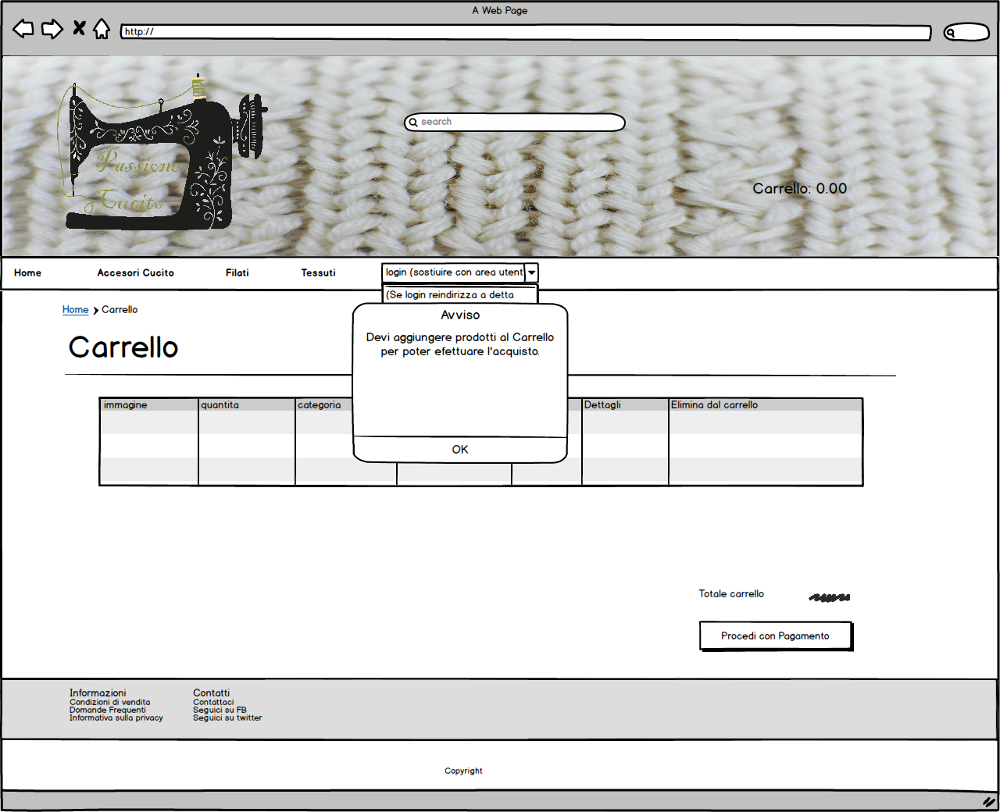 A Web Page
http://
search
Passione
Cucito
Carrello: 0.00
Home
Accesori Cucito
Filati
Tessuti
login (sostiuire con area utent
(Se login reindirizza a detta
Home
Carrello
Carrello
Avviso
Devi aggiungere prodotti al Carrello
per poter efettuare l'acquisto.
OK
immagine
quantita
categoria
Dettagli
Elimina dal carrello
Totale carrello
Procedi con Pagamento
Informazioni
Condizioni di vendita
Domande Frequenti
Informativa sulla privacy
Contatti
Contattaci
Seguici su FB
Seguici su twitter
Copyright